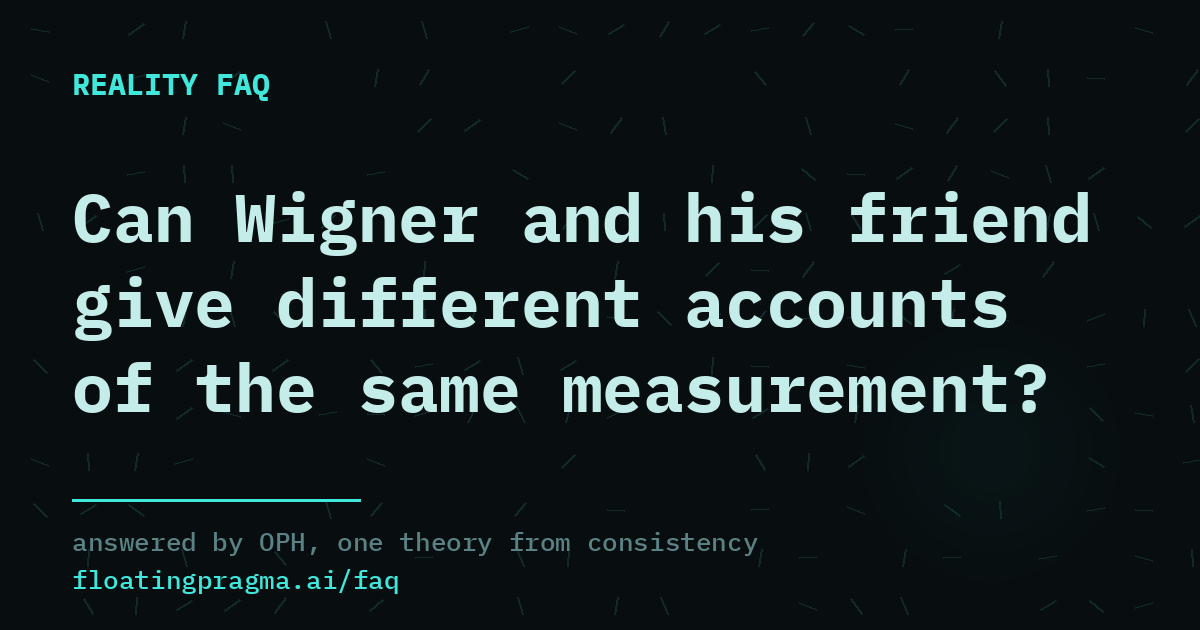 REALITY FAQ
Can Wigner and his friend
give different accounts
of the same measurement?
answered by OPH, one theory from consistency
floatingpragma.ai/faq